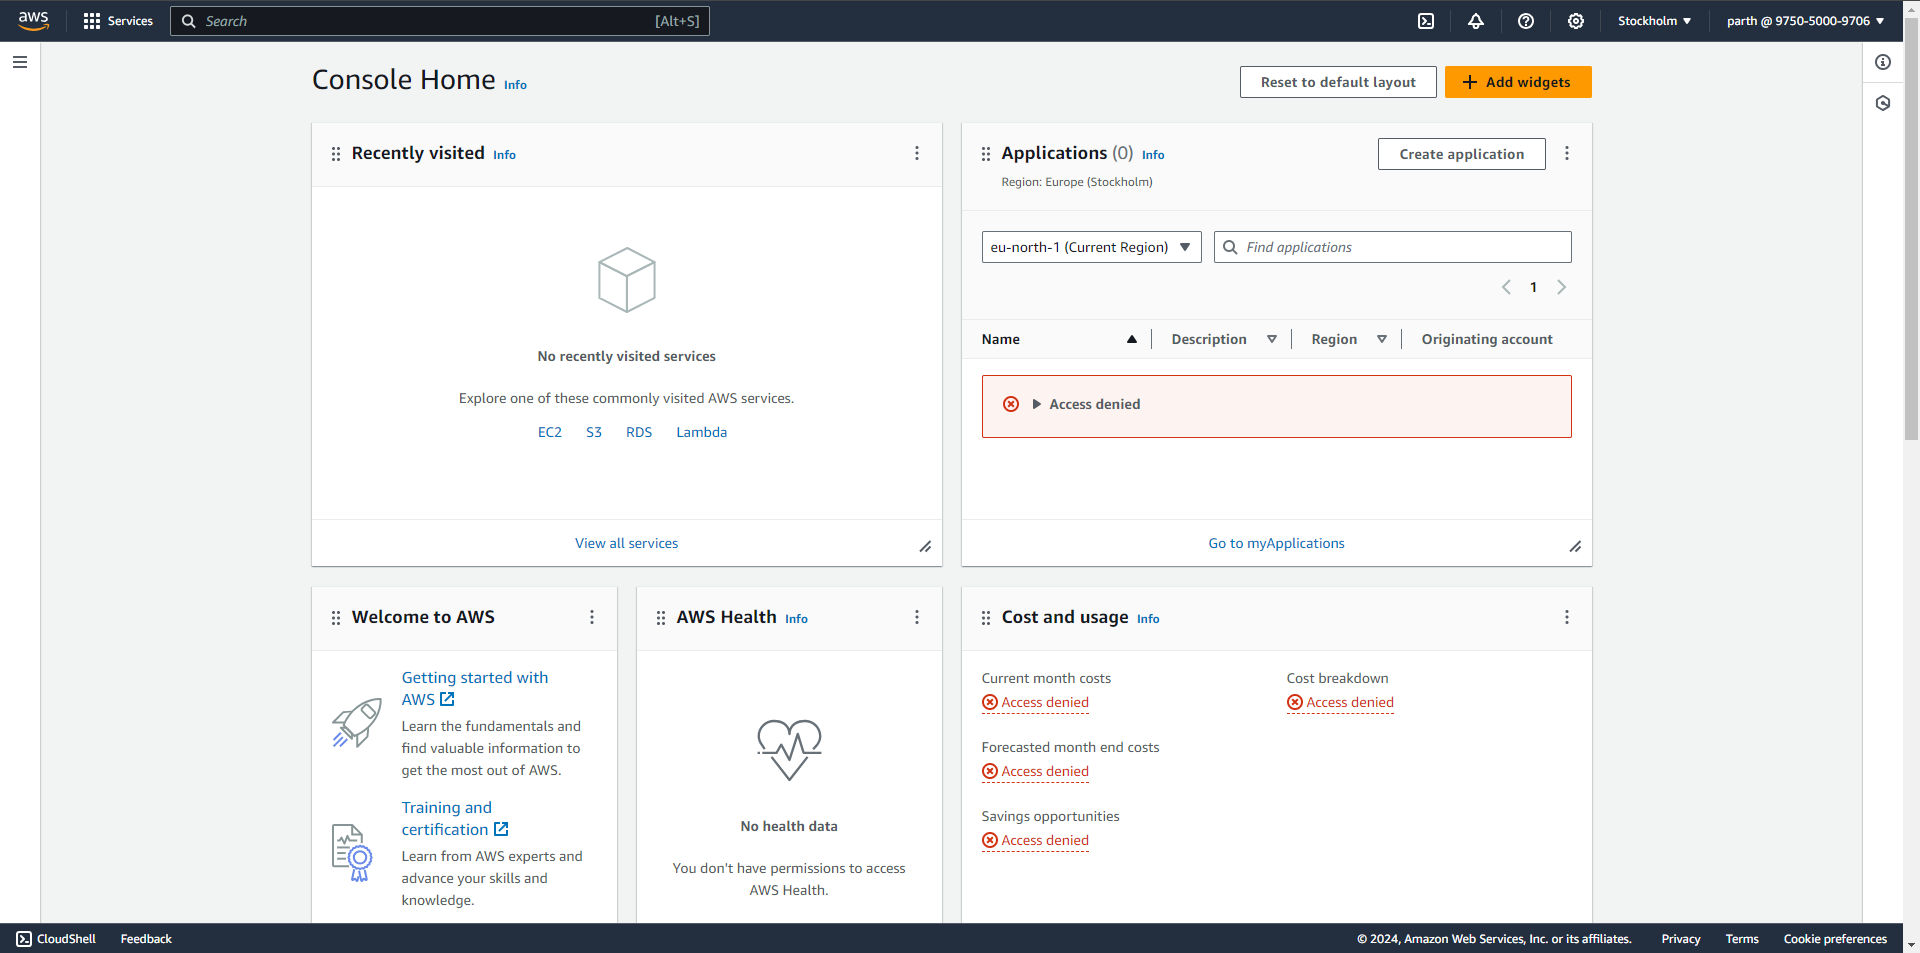 aws
Services
Search
[Alt+S]
Stockholm
parth @ 9750-5000-9706
Console Home Info
Reset to default layout
Add widgets
Recently visited Info
No recently visited services
Explore one of these commonly visited AWS services.
EC2 S3 RDS Lambda
View all services
Applications (0) Info
Region: Europe (Stockholm)
Create application
eu-north-1 (Current Region)
Find applications
1
Name Description Region Originating account
Access denied
Go to myApplications
Welcome to AWS
Getting started with
AWS
Learn the fundamentals and
find valuable information to
get the most out of AWS.
Training and
certification
Learn from AWS experts and
advance your skills and
knowledge.
AWS Health Info
No health data
You don't have permissions to access
AWS Health.
Cost and usage Info
Current month costs
Access denied
Forecasted month end costs
Access denied
Savings opportunities
Access denied
Cost breakdown
Access denied
CloudShell Feedback
© 2024, Amazon Web Services, Inc. or its affiliates. Privacy Terms Cookie preferences